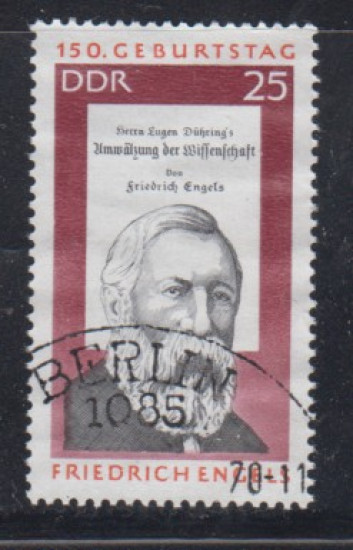 150. GEBURTSTAG
DDR 25
Herrn Eugen Dühring's
Umwälzung der Wissenschaft
Von
Friedrich Engels
BERLIN
1085
70-11
FRIEDRICH ENGELS